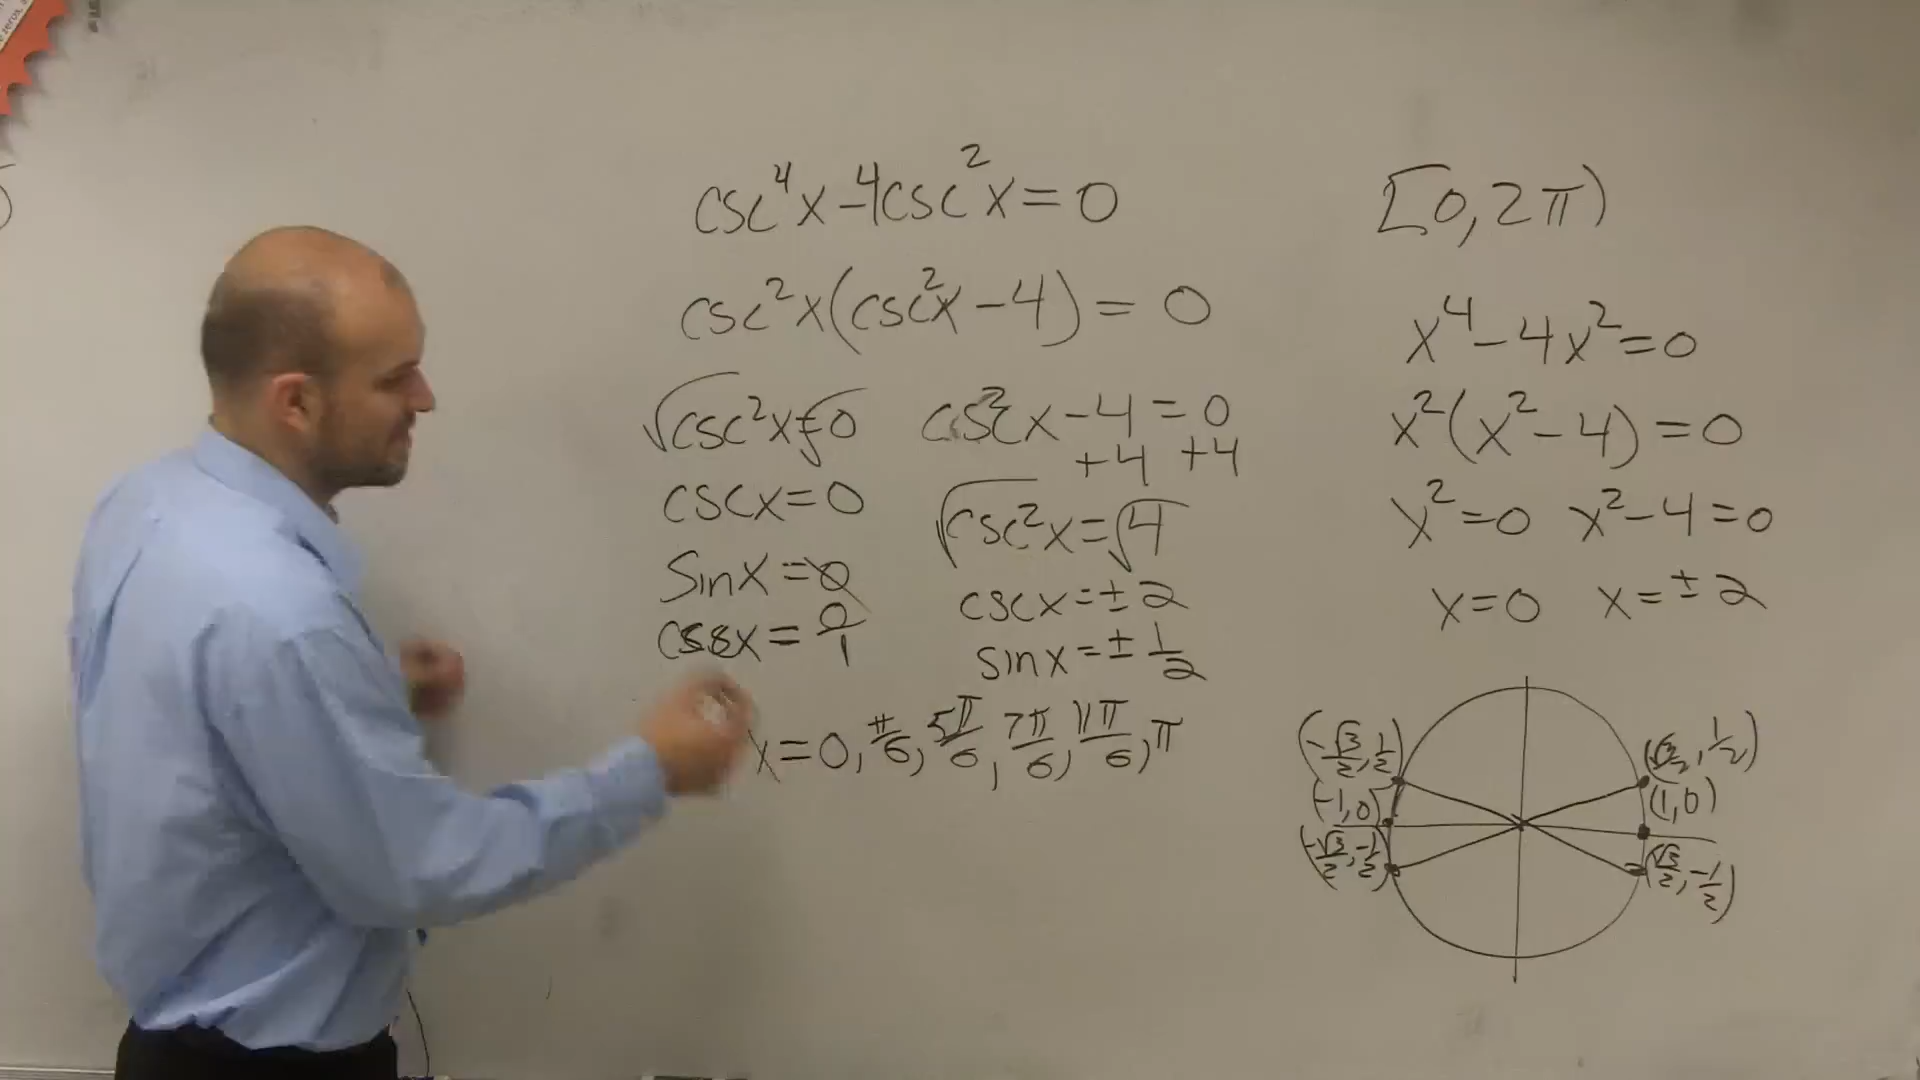 csc⁴x-4csc²x=0
csc²x(csc²x-4)=0
√csc²x=√0
cscx=0
sinx=0
cscx=0/1
csc²x-4=0
+4 +4
√csc²x=√4
cscx=±2
sinx=±1/2
x=0, π/6, 5π/6, 7π/6, 11π/6, π
[0,2π)
x⁴-4x²=0
x²(x²-4)=0
x²=0 x²-4=0
x=0 x=±2
(-√3/2, 1/2)
(√3/2, 1/2)
(-1,0)
(1,0)
(-√3/2, -1/2)
(√3/2, -1/2)